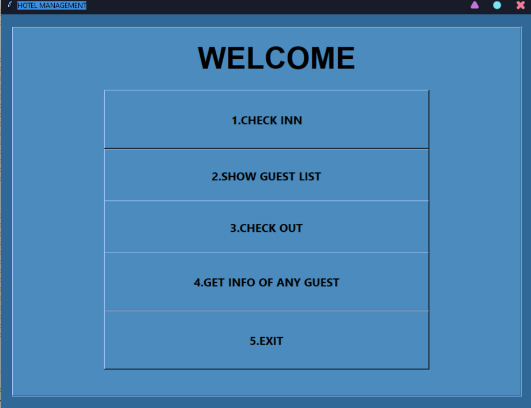 HOTEL MANAGEMENT
WELCOME
1.CHECK INN
2.SHOW GUEST LIST
3.CHECK OUT
4.GET INFO OF ANY GUEST
5.EXIT